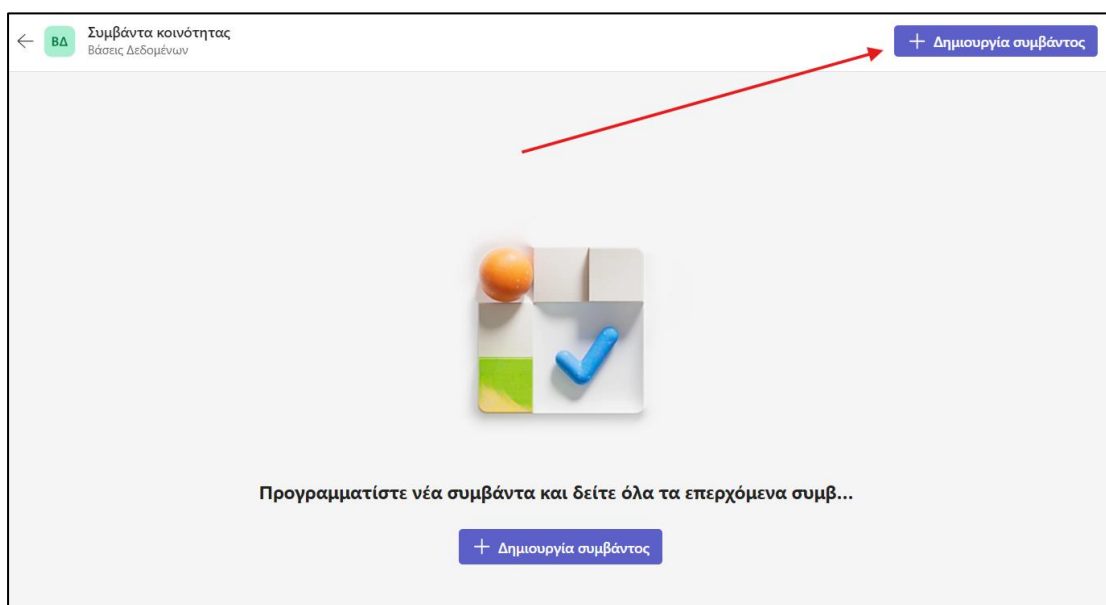 ΒΔ
Συμβάντα κοινότητας
Βάσεις Δεδομένων
+ Δημιουργία συμβάντος
Προγραμματίστε νέα συμβάντα και δείτε όλα τα επερχόμενα συμβ...
+ Δημιουργία συμβάντος